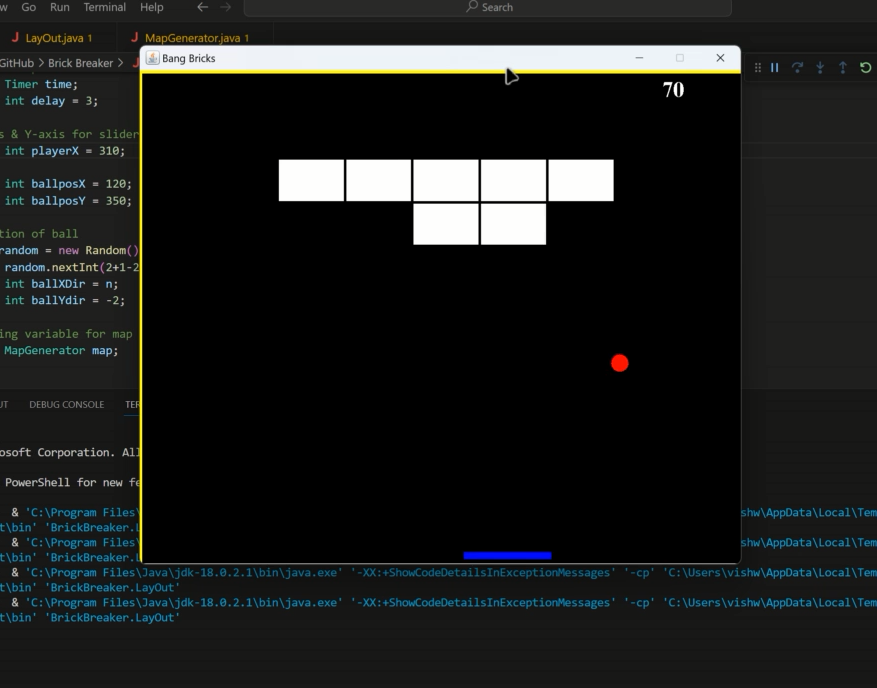 w Go Run Terminal Help ← → Search
J LayOut.java 1 J MapGenerator.java 1
GitHub > Brick Breaker > J
Bang Bricks
70
Timer time;
int delay = 3;
s & Y-axis for slider
int playerX = 310;
int ballposX = 120;
int ballposY = 350;
tion of ball
random = new Random()
random.nextInt(2+1-2
int ballXDir = n;
int ballYdir = -2;
ing variable for map
MapGenerator map;
UT DEBUG CONSOLE TER
osoft Corporation. All
PowerShell for new fe
& 'C:\Program Files\ shw\AppData\Local\Tem
t\bin' 'BrickBreaker.L
& 'C:\Program Files\ shw\AppData\Local\Tem
t\bin' 'BrickBreaker.L
& 'C:\Program Files\Java\jdk-18.0.2.1\bin\java.exe' '-XX:+ShowCodeDetailsInExceptionMessages' '-cp' 'C:\Users\vishw\AppData\Local\Tem
t\bin' 'BrickBreaker.LayOut'
& 'C:\Program Files\Java\jdk-18.0.2.1\bin\java.exe' '-XX:+ShowCodeDetailsInExceptionMessages' '-cp' 'C:\Users\vishw\AppData\Local\Tem
t\bin' 'BrickBreaker.LayOut'